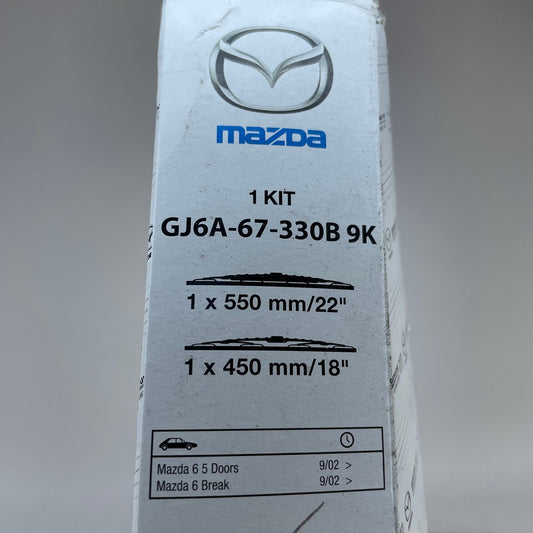 mazda
1 KIT
GJ6A-67-330B 9K
1 x 550 mm/22"
1 x 450 mm/18"
Mazda 6 5 Doors 9/02 >
Mazda 6 Break 9/02 >